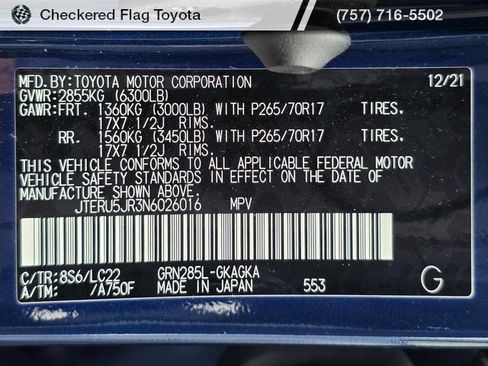 Checkered Flag Toyota
(757) 716-5502
MFD.BY:TOYOTA MOTOR CORPORATION 12/21
GVWR:2855KG (6300LB)
GAWR:FRT. 1360KG (3000LB) WITH P265/70R17 TIRES.
17X7 1/2J RIMS.
RR. 1560KG (3450LB) WITH P265/70R17 TIRES.
17X7 1/2J RIMS.
THIS VEHICLE CONFORMS TO ALL APPLICABLE FEDERAL MOTOR
VEHICLE SAFETY STANDARDS IN EFFECT ON THE DATE OF
MANUFACTURE SHOWN ABOVE.
JTERU5JR3N6026016 MPV
C/TR:8S6/LC22 GRN285L-GKAGKA
A/TM: /A750F MADE IN JAPAN 553 G